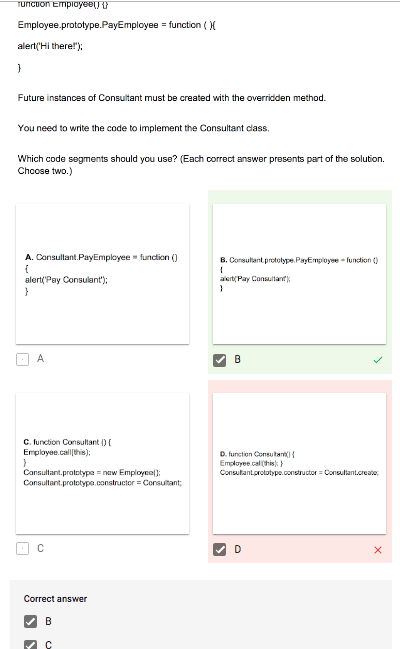 function Employee() {}
Employee.prototype.PayEmployee = function ( ){
alert('Hi there!');
}
Future instances of Consultant must be created with the overridden method.
You need to write the code to implement the Consultant class.
Which code segments should you use? (Each correct answer presents part of the solution.
Choose two.)
A. Consultant.PayEmployee = function ()
{
alert('Pay Consulant');
}
A
B. Consultant.prototype.PayEmployee = function ()
{
alert('Pay Consultant');
}
B
C. function Consultant () {
Employee.call(this);
}
Consultant.prototype = new Employee();
Consultant.prototype.constructor = Consultant;
C
D. function Consultant() {
Employee.call(this); }
Consultant.prototype.constructor = Consultant.create;
D
Correct answer
B
C